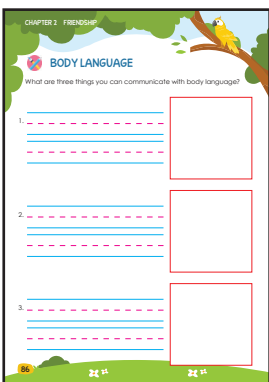 CHAPTER 2 FRIENDSHIP
BODY LANGUAGE
What are three things you can communicate with body language?
1.
2.
3.
86